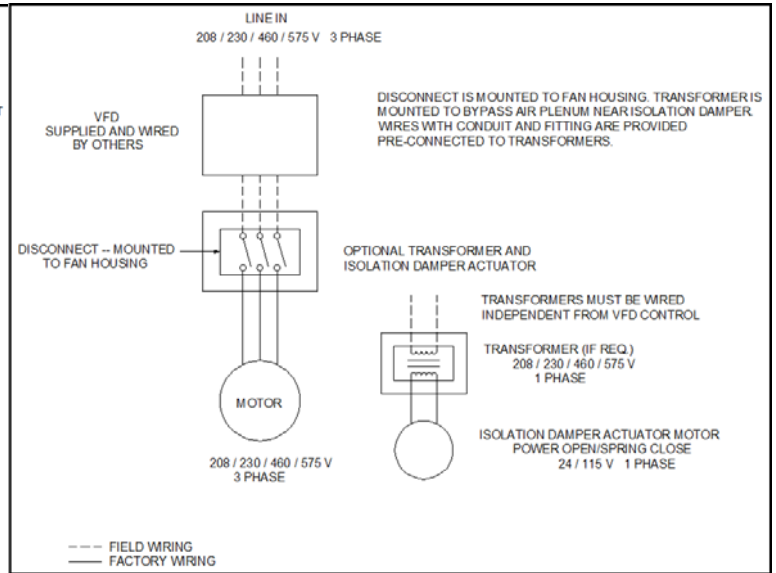 LINE IN
208 / 230 / 460 / 575 V   3 PHASE
VFD
SUPPLIED AND WIRED
BY OTHERS
DISCONNECT IS MOUNTED TO FAN HOUSING. TRANSFORMER IS
MOUNTED TO BYPASS AIR PLENUM NEAR ISOLATION DAMPER.
WIRES WITH CONDUIT AND FITTING ARE PROVIDED
PRE-CONNECTED TO TRANSFORMERS.
DISCONNECT -- MOUNTED
TO FAN HOUSING
OPTIONAL TRANSFORMER AND
ISOLATION DAMPER ACTUATOR
TRANSFORMERS MUST BE WIRED
INDEPENDENT FROM VFD CONTROL
TRANSFORMER (IF REQ.)
208 / 230 / 460 / 575 V
1 PHASE
MOTOR
208 / 230 / 460 / 575 V
3 PHASE
ISOLATION DAMPER ACTUATOR MOTOR
POWER OPEN/SPRING CLOSE
24 / 115 V   1 PHASE
FIELD WIRING
FACTORY WIRING